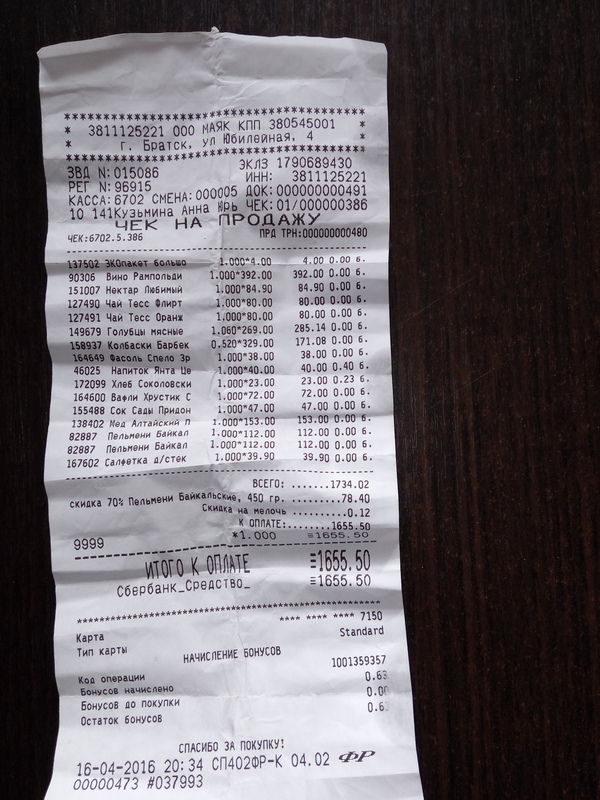 ************************************
* 3811125221 ООО МАЯК КПП 380545001 *
* г. Братск, ул Юбилейная, 4 *
************************************
ЗВД N:015086 ЭКЛЗ 1790689430
РЕГ N:96915 ИНН: 3811125221
КАССА:6702 СМЕНА:000005 ДОК:000000000491
10 141Кузьмина Анна Юрь ЧЕК:01/000000386
ЧЕК НА ПРОДАЖУ
ЧЕК:6702.5.386 ПРД ТРН:000000000480
137502 ЭКОпакет большо 1.000*4.00 4.00 0.00 б.
90306 Вино Рампольди 1.000*392.00 392.00 0.00 б.
151007 Нектар Любимый 1.000*84.90 84.90 0.00 б.
127490 Чай Тесс Флирт 1.000*80.00 80.00 0.00 б.
127491 Чай Тесс Оранж 1.000*80.00 80.00 0.00 б.
149679 Голубцы мясные 1.060*269.00 285.14 0.00 б.
158937 Колбаски Барбек 0.520*329.00 171.08 0.00 б.
164649 Фасоль Спело Зр 1.000*38.00 38.00 0.00 б.
46025 Напиток Янта Це 1.000*40.00 40.00 0.40 б.
172099 Хлеб Соколовски 1.000*23.00 23.00 0.23 б.
164600 Вафли Хрустик С 1.000*72.00 72.00 0.00 б.
155488 Сок Сады Придон 1.000*47.00 47.00 0.00 б.
138402 Мед Алтайский П 1.000*153.00 153.00 0.00 б.
82887 Пельмени Байкал 1.000*112.00 112.00 0.00 б.
82887 Пельмени Байкал 1.000*112.00 112.00 0.00 б.
167602 Салфетка д/стек 1.000*39.90 39.90 0.00 б.
ВСЕГО: ......1734.02
скидка 70% Пельмени Байкальские, 450 гр. .....78.40
Скидка на мелочь .........0.12
К ОПЛАТЕ:.......1655.50
9999 *1.000 ≡1655.50
ИТОГО К ОПЛАТЕ ≡1655.50
Сбербанк_Средство_ ≡1655.50
************************************
Карта **** **** **** 7150
Тип карты Standard
НАЧИСЛЕНИЕ БОНУСОВ
Код операции 1001359357
Бонусов начислено 0.63
Бонусов до покупки 0.00
Остаток бонусов 0.63
СПАСИБО ЗА ПОКУПКУ!
16-04-2016 20:34 СП402ФР-К 04.02 ФР
00000473 #037993